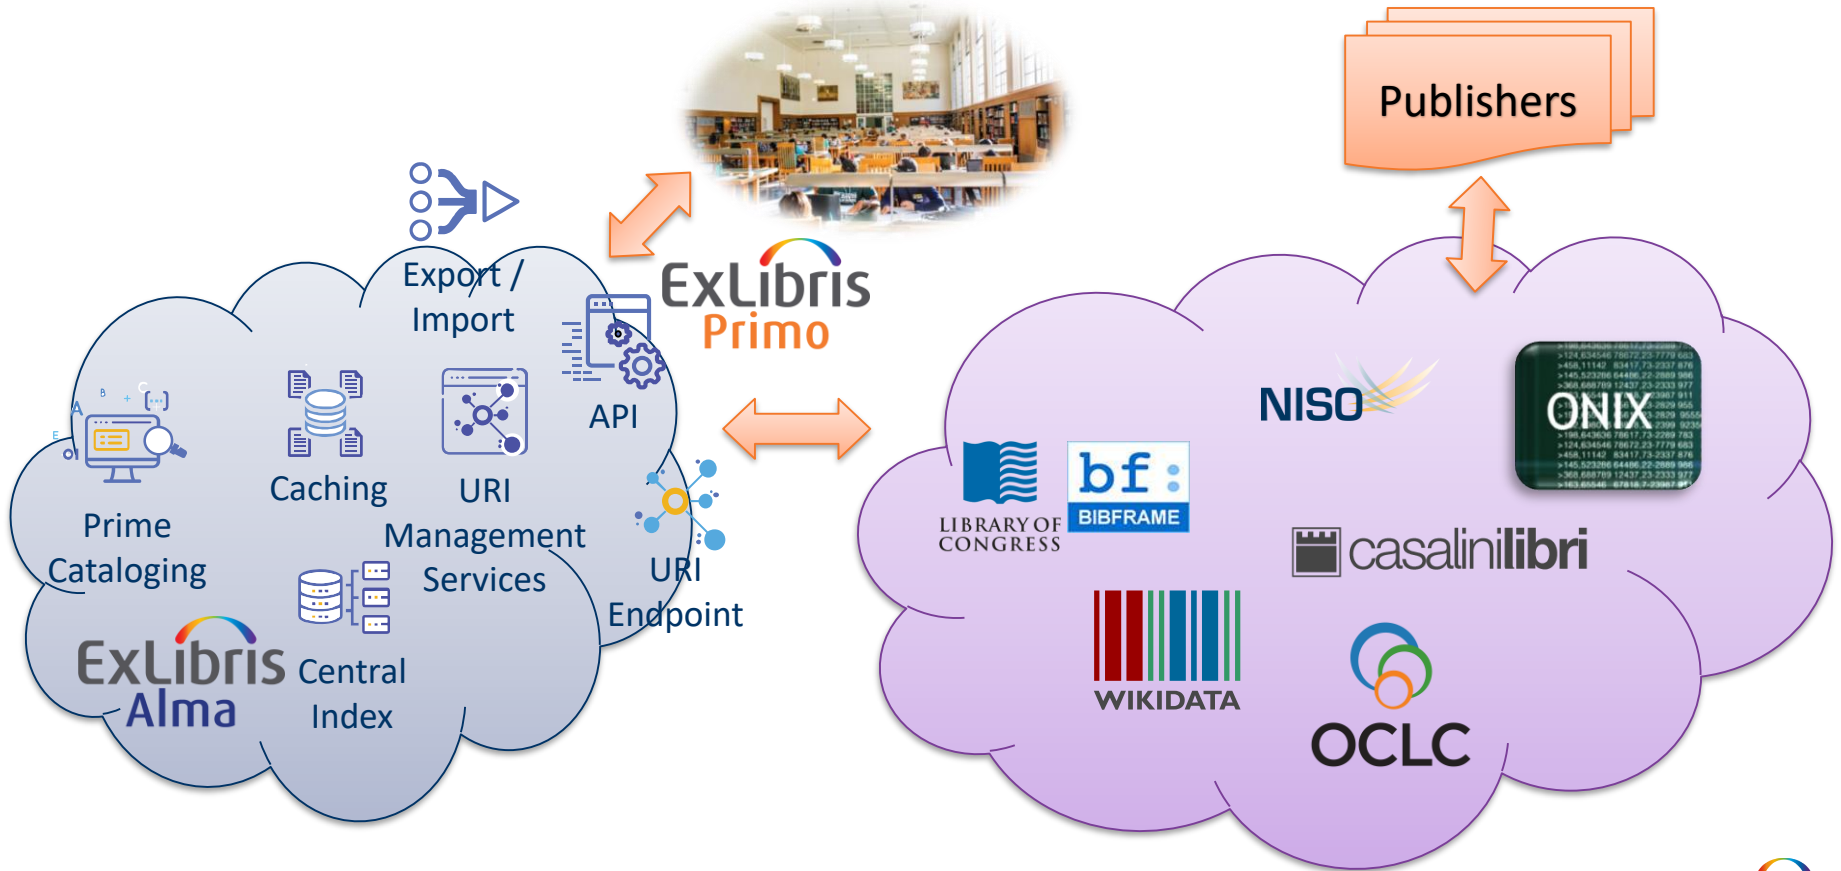 Publishers
Export /
Import
ExLibris
Primo
API
Prime
Cataloging
Caching
URI
Management
Services
URI
Endpoint
ExLibris
Alma
Central
Index
NISO
ONIX
LIBRARY OF
CONGRESS
bf:
BIBFRAME
casalinilibri
WIKIDATA
OCLC